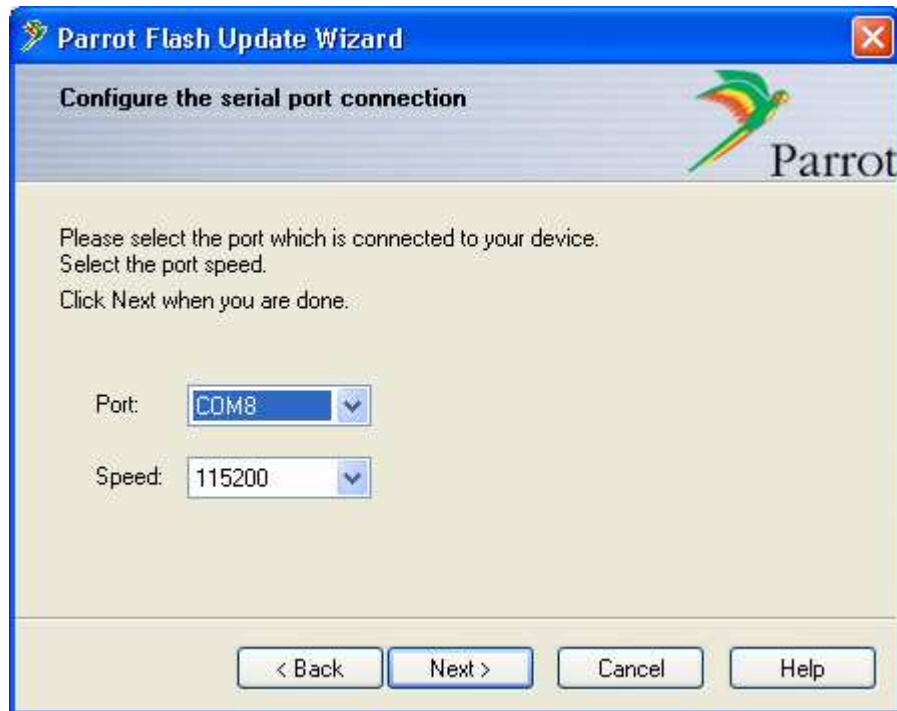 Parrot Flash Update Wizard
Configure the serial port connection
Parrot
Please select the port which is connected to your device.
Select the port speed.
Click Next when you are done.
Port: COM8
Speed: 115200
< Back Next > Cancel Help